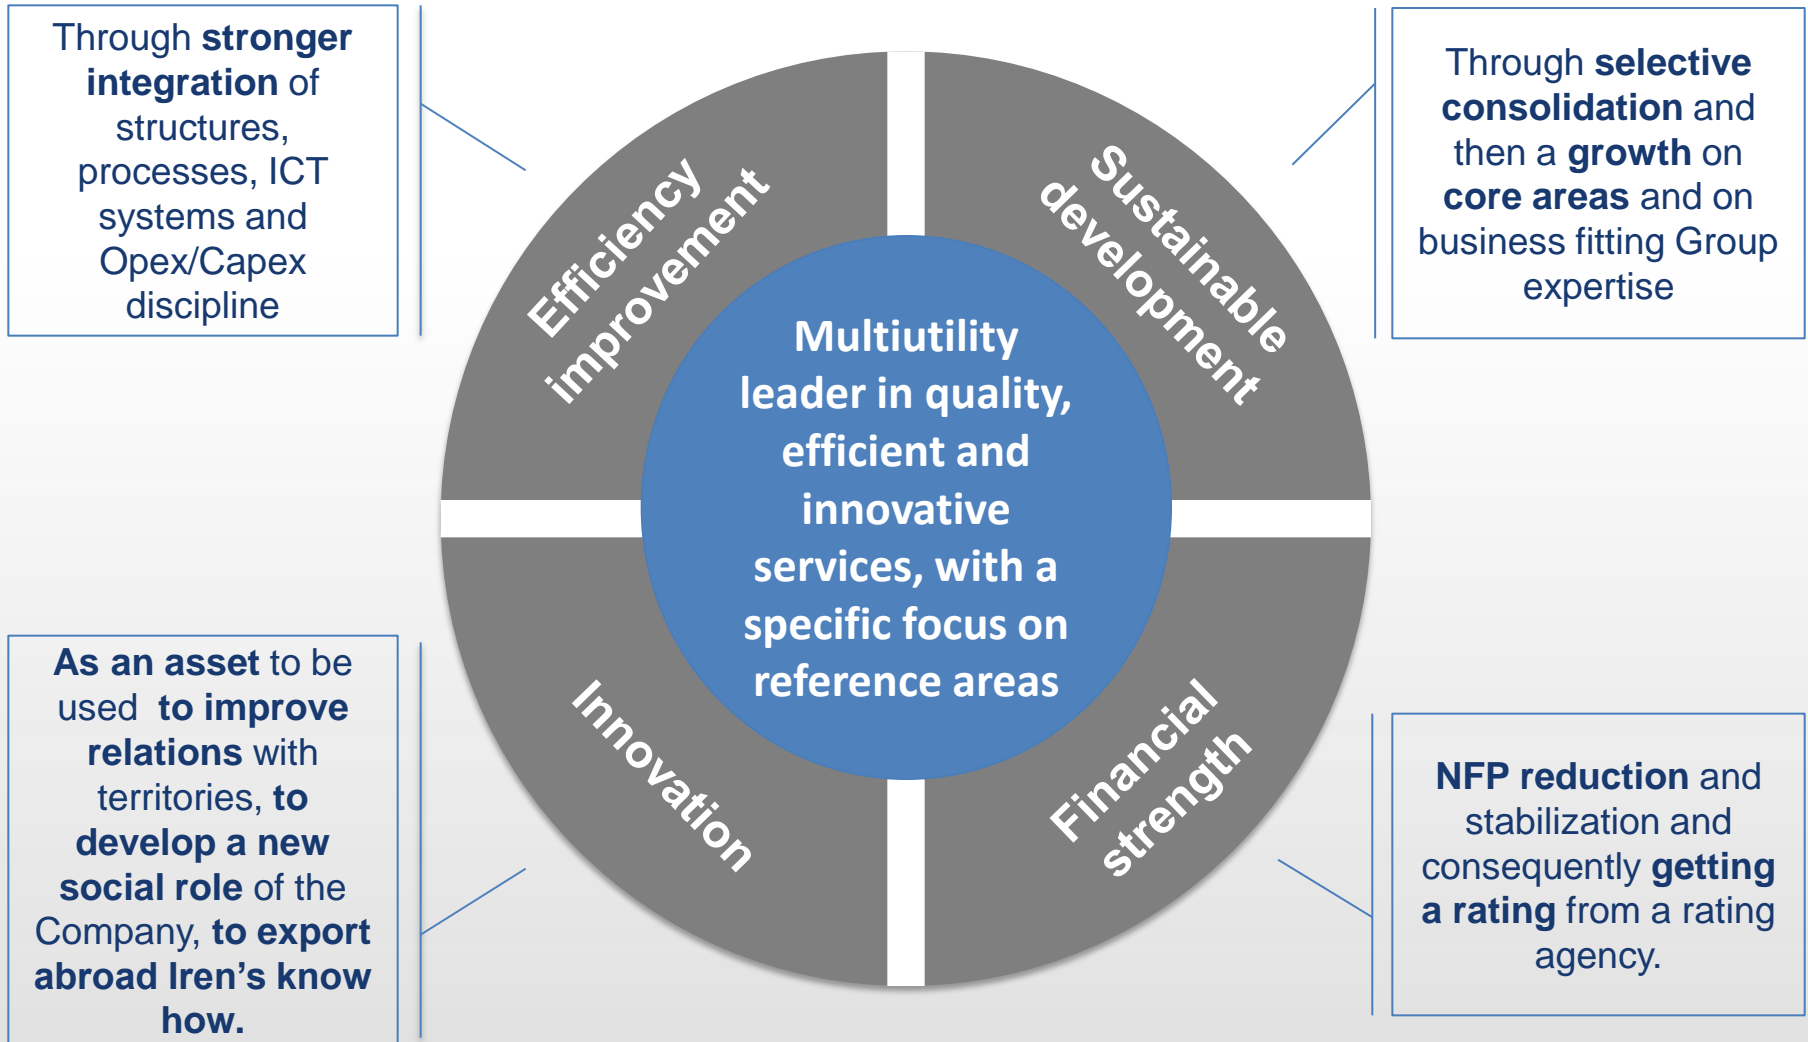 Through stronger
integration of
structures,
processes, ICT
systems and
Opex/Capex
discipline
Efficiency
improvement
Sustainable
development
Through selective
consolidation and
then a growth on
core areas and on
business fitting Group
expertise
Multiutility
leader in quality,
efficient and
innovative
services, with a
specific focus on
reference areas
As an asset to be
used to improve
relations with
territories, to
develop a new
social role of the
Company, to export
abroad Iren’s know
how.
Innovation
Financial
strength
NFP reduction and
stabilization and
consequently getting
a rating from a rating
agency.